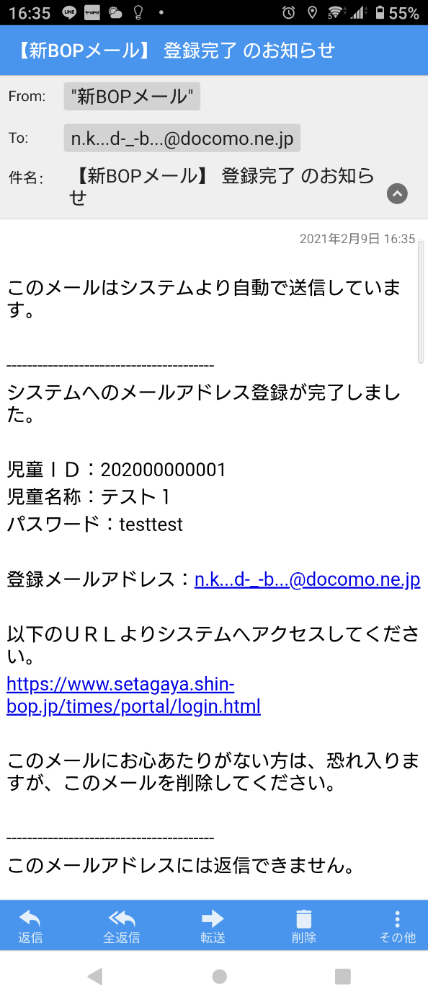 16:35 LINE 55%
【新BOPメール】 登録完了 のお知らせ
From: "新BOPメール"
To: n.k...d-_-b...@docomo.ne.jp
件名: 【新BOPメール】 登録完了 のお知ら
せ
2021年2月9日 16:35
このメールはシステムより自動で送信していま
す。
----------------------------------------
システムへのメールアドレス登録が完了しまし
た。
児童ＩＤ：202000000001
児童名称：テスト１
パスワード：testtest
登録メールアドレス：n.k...d-_-b...@docomo.ne.jp
以下のＵＲＬよりシステムへアクセスしてくださ
い。
https://www.setagaya.shin-
bop.jp/times/portal/login.html
このメールにお心あたりがない方は、恐れ入りま
すが、このメールを削除してください。
----------------------------------------
このメールアドレスには返信できません。
返信 全返信 転送 削除 その他